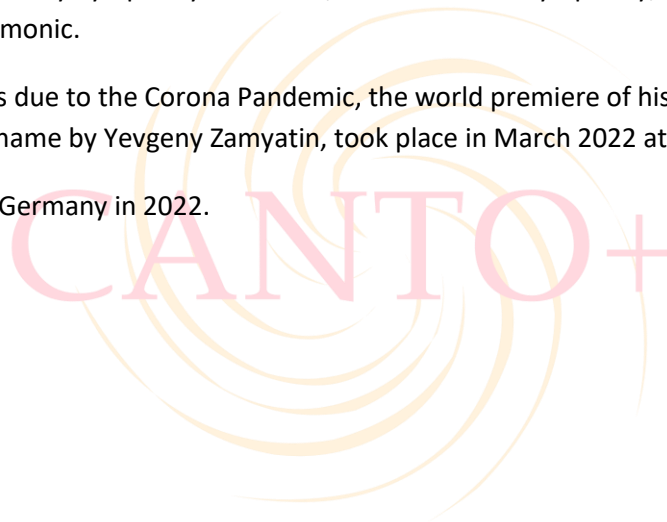 monic.
s due to the Corona Pandemic, the world premiere of his
name by Yevgeny Zamyatin, took place in March 2022 at
Germany in 2022.
CANTO+